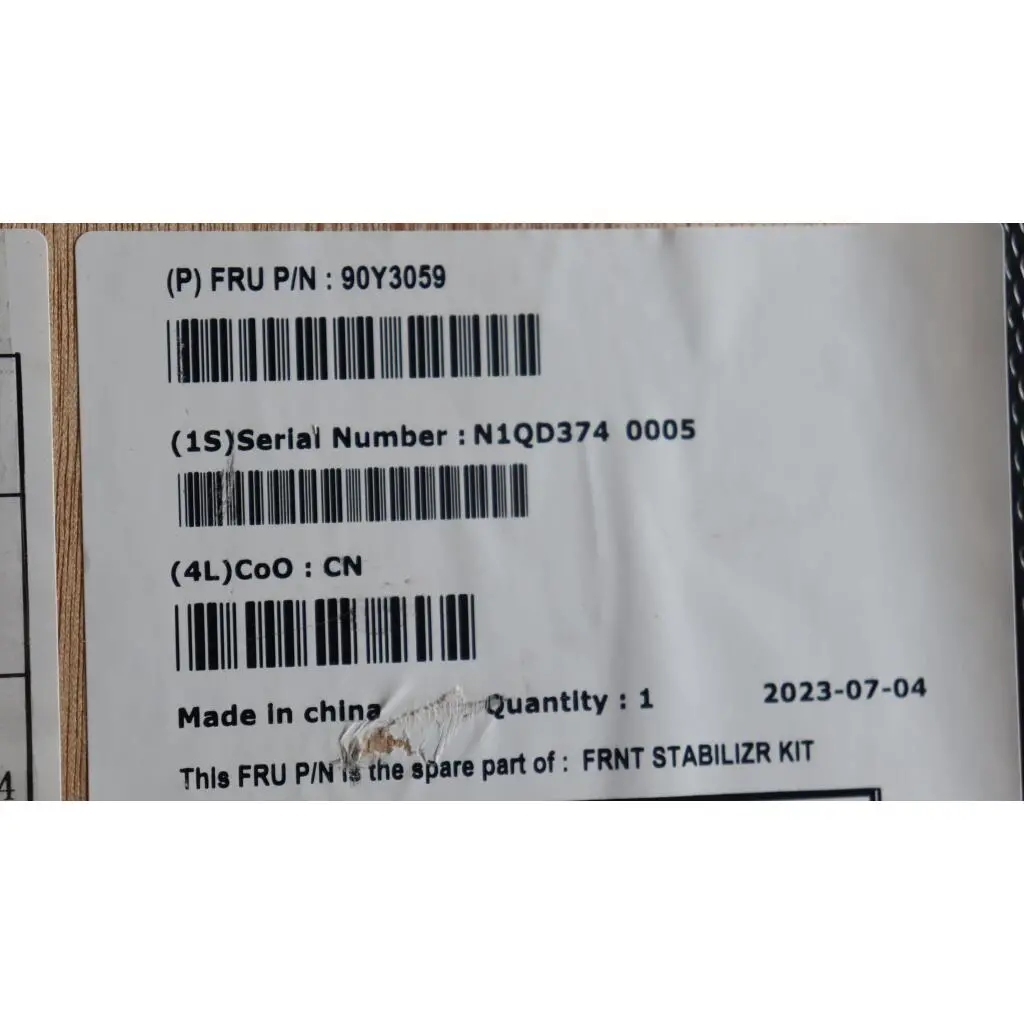 (P) FRU P/N : 90Y3059
(1S)Serial Number : N1QD374 0005
(4L)CoO : CN
Made in china Quantity : 1 2023-07-04
This FRU P/N is the spare part of : FRNT STABILIZR KIT
4